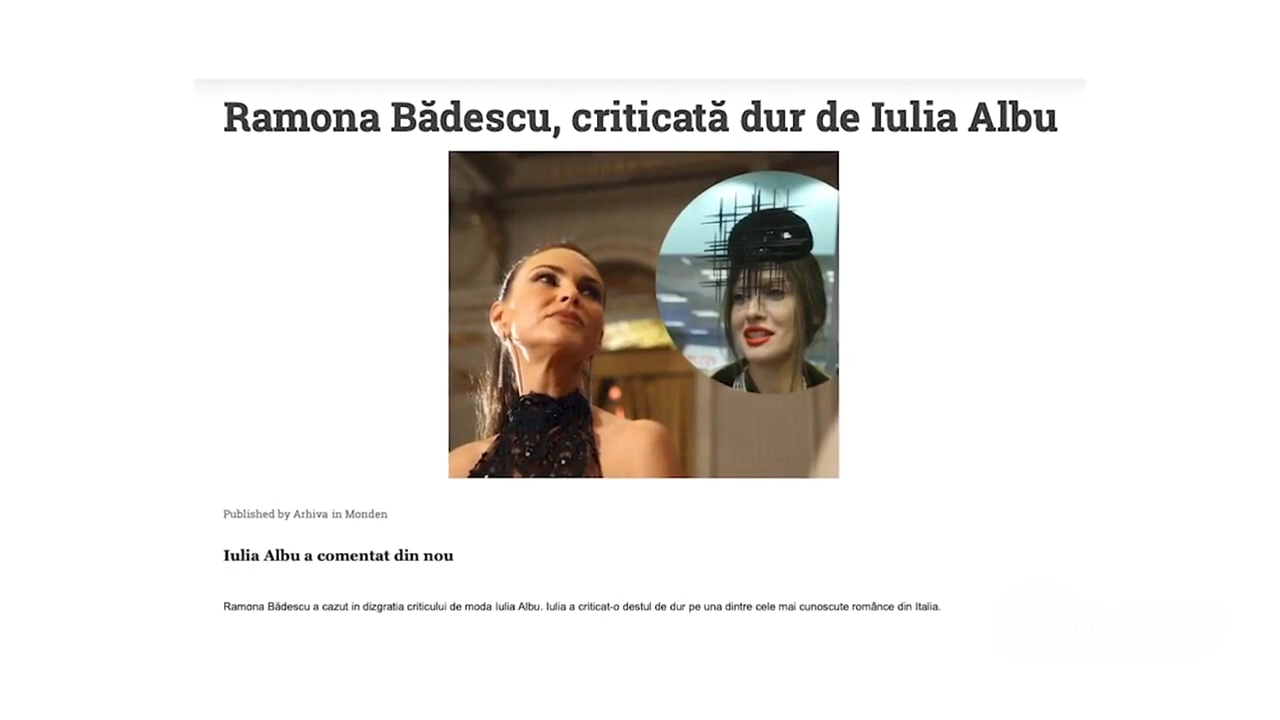 Ramona Bădescu, criticată dur de Iulia Albu
Published by Arhiva in Monden
Iulia Albu a comentat din nou
Ramona Bădescu a cazut in dizgratia criticului de moda Iulia Albu. Iulia a criticat-o destul de dur pe una dintre cele mai cunoscute românce din Italia.